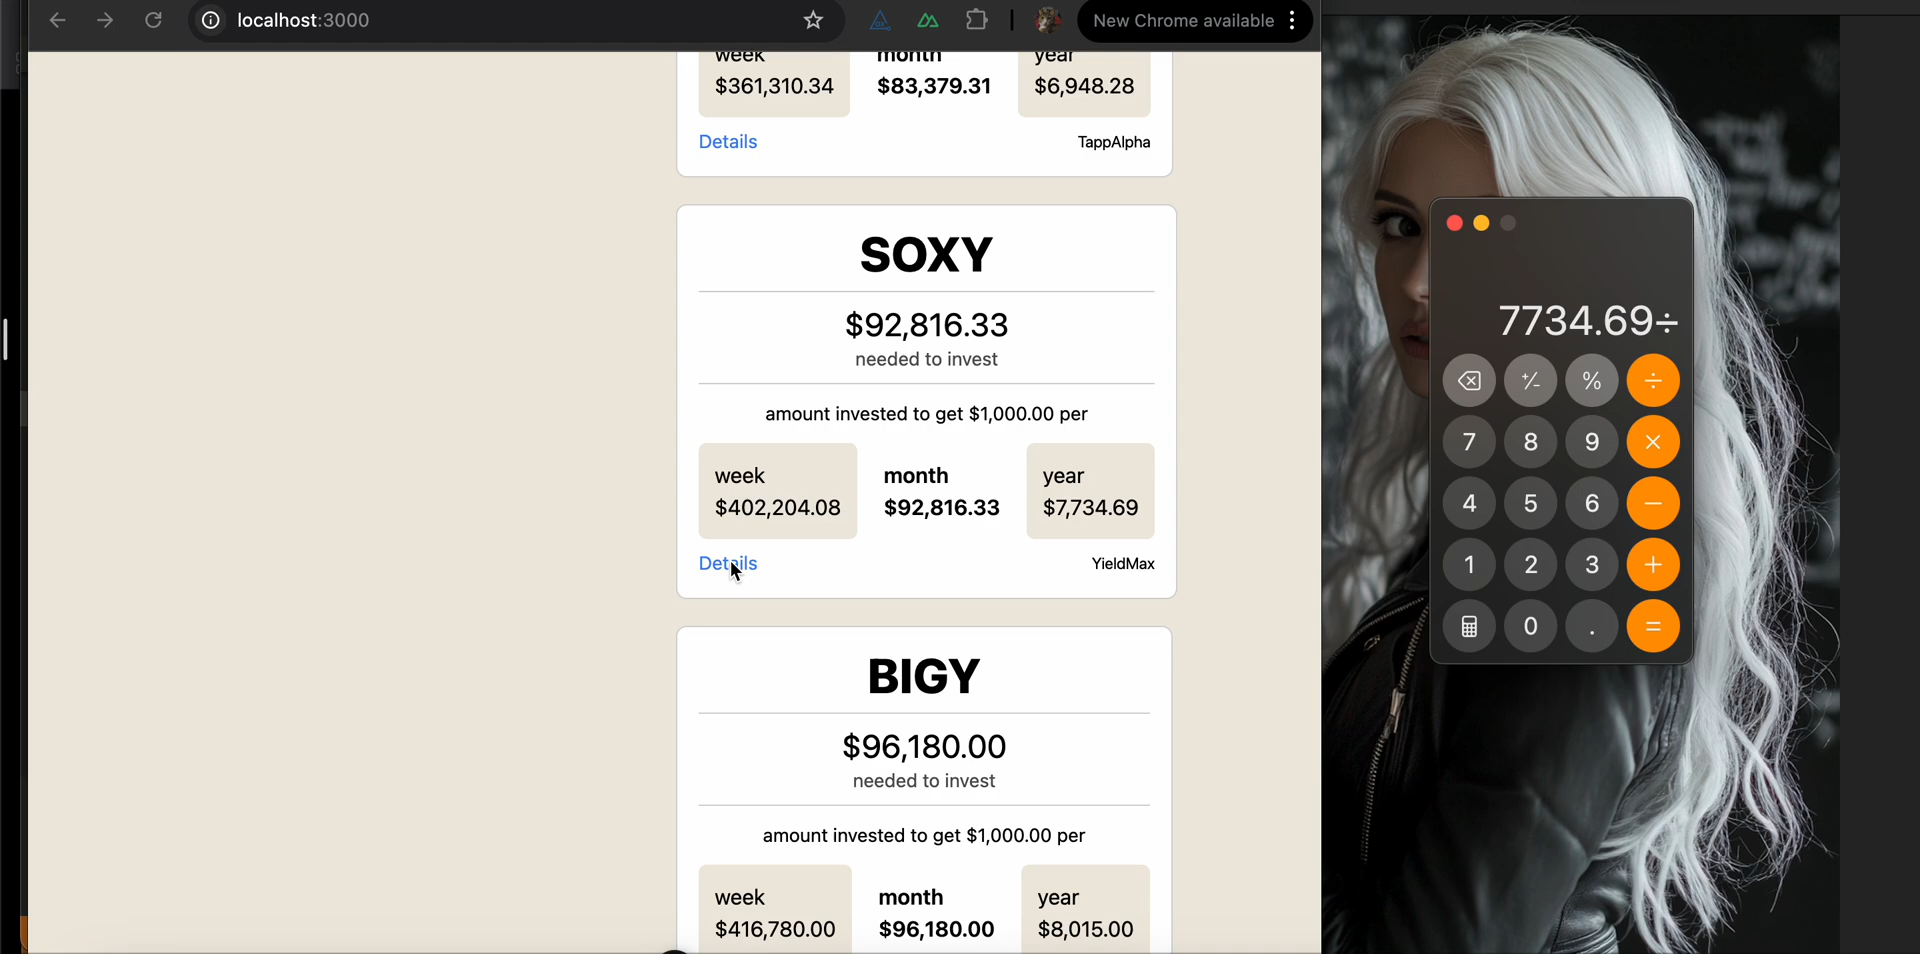 localhost:3000
New Chrome available
week month year
$361,310.34 $83,379.31 $6,948.28
Details TappAlpha
SOXY
$92,816.33
needed to invest
amount invested to get $1,000.00 per
week month year
$402,204.08 $92,816.33 $7,734.69
Details YieldMax
BIGY
$96,180.00
needed to invest
amount invested to get $1,000.00 per
week month year
$416,780.00 $96,180.00 $8,015.00
7734.69÷
+/- % ÷
7 8 9 ×
4 5 6 −
1 2 3 +
0 . =